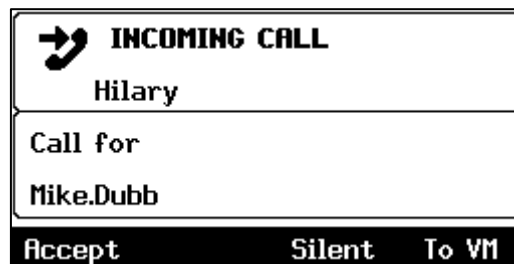 INCOMING CALL
Hilary
Call for
Mike.Dubb
Accept Silent To VM